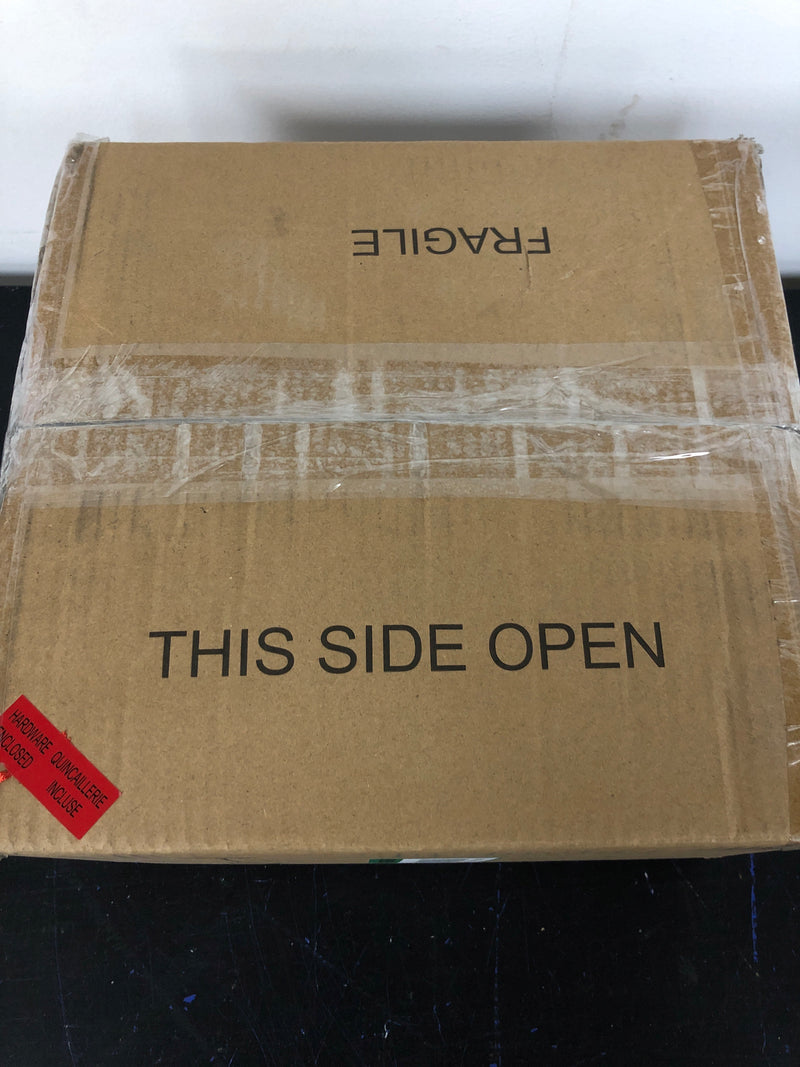 FRAGILE
THIS SIDE OPEN
HARDWARE QUINCAILLERIE
ENCLOSED INCLUSE